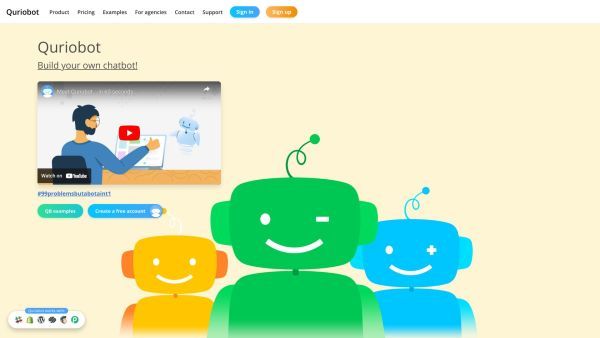 Quriobot
Product
Pricing
Examples
For agencies
Contact
Support
Sign in
Sign up
Quriobot
Build your own chatbot!
Meet Quriobot... in 63 seconds
Watch on YouTube
#99problemsbutabotaint1
QB examples
Create a free account
Quriobot works with: